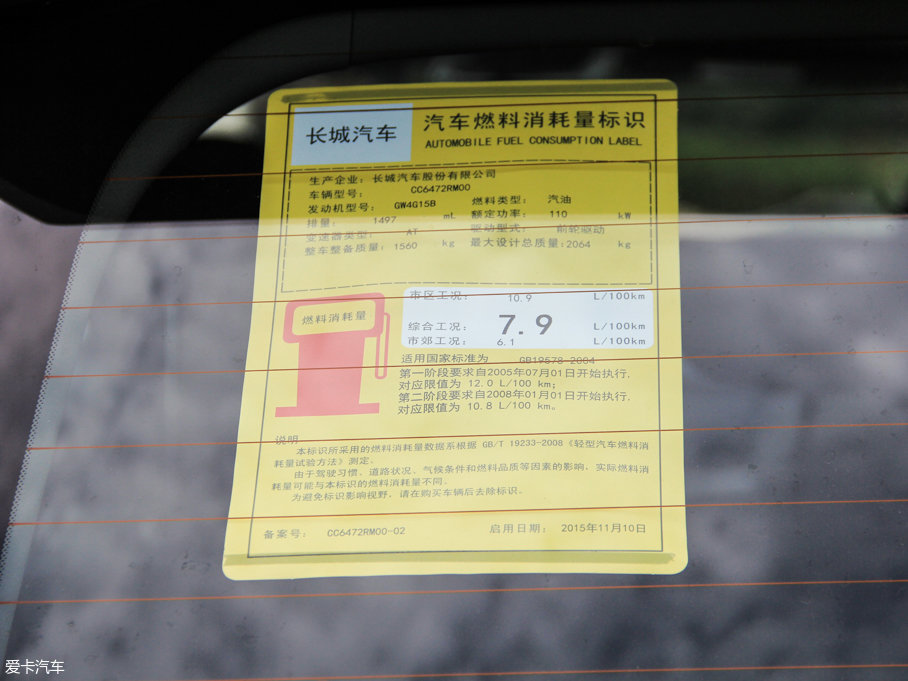 长城汽车
汽车燃料消耗量标识
AUTOMOBILE FUEL CONSUMPTION LABEL
生产企业: 长城汽车股份有限公司
车辆型号: CC6472RM00
发动机型号: GW4G15B 燃料类型: 汽油
排量: 1497 mL 额定功率: 110 kW
变速器类型: AT 驱动型式: 前轮驱动
整车整备质量: 1560 kg 最大设计总质量:2064 kg
燃料消耗量
市区工况: 10.9 L/100km
综合工况: 7.9 L/100km
市郊工况: 6.1 L/100km
适用国家标准为 GB19578-2004
第一阶段要求自2005年07月01日开始执行,
对应限值为 12.0 L/100 km;
第二阶段要求自2008年01月01日开始执行,
对应限值为 10.8 L/100 km。
说明
本标识所采用的燃料消耗量数据系根据 GB/T 19233-2008《轻型汽车燃料消
耗量试验方法》测定.
由于驾驶习惯、道路状况、气候条件和燃料品质等因素的影响, 实际燃料消
耗量可能与本标识的燃料消耗量不同.
为避免标识影响视野, 请在购买车辆后去除标识.
备案号: CC6472RM00-02 启用日期: 2015年11月10日
爱卡汽车